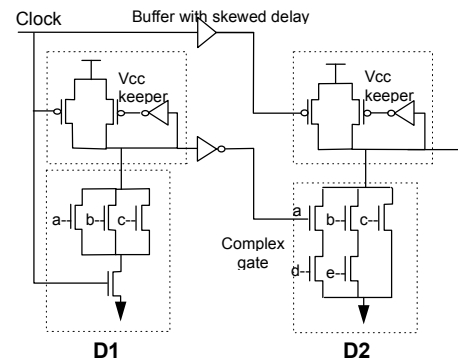 Clock
Buffer with skewed delay
Vcc
keeper
Vcc
keeper
a
b
c
a
b
c
Complex
gate
d
e
D1
D2